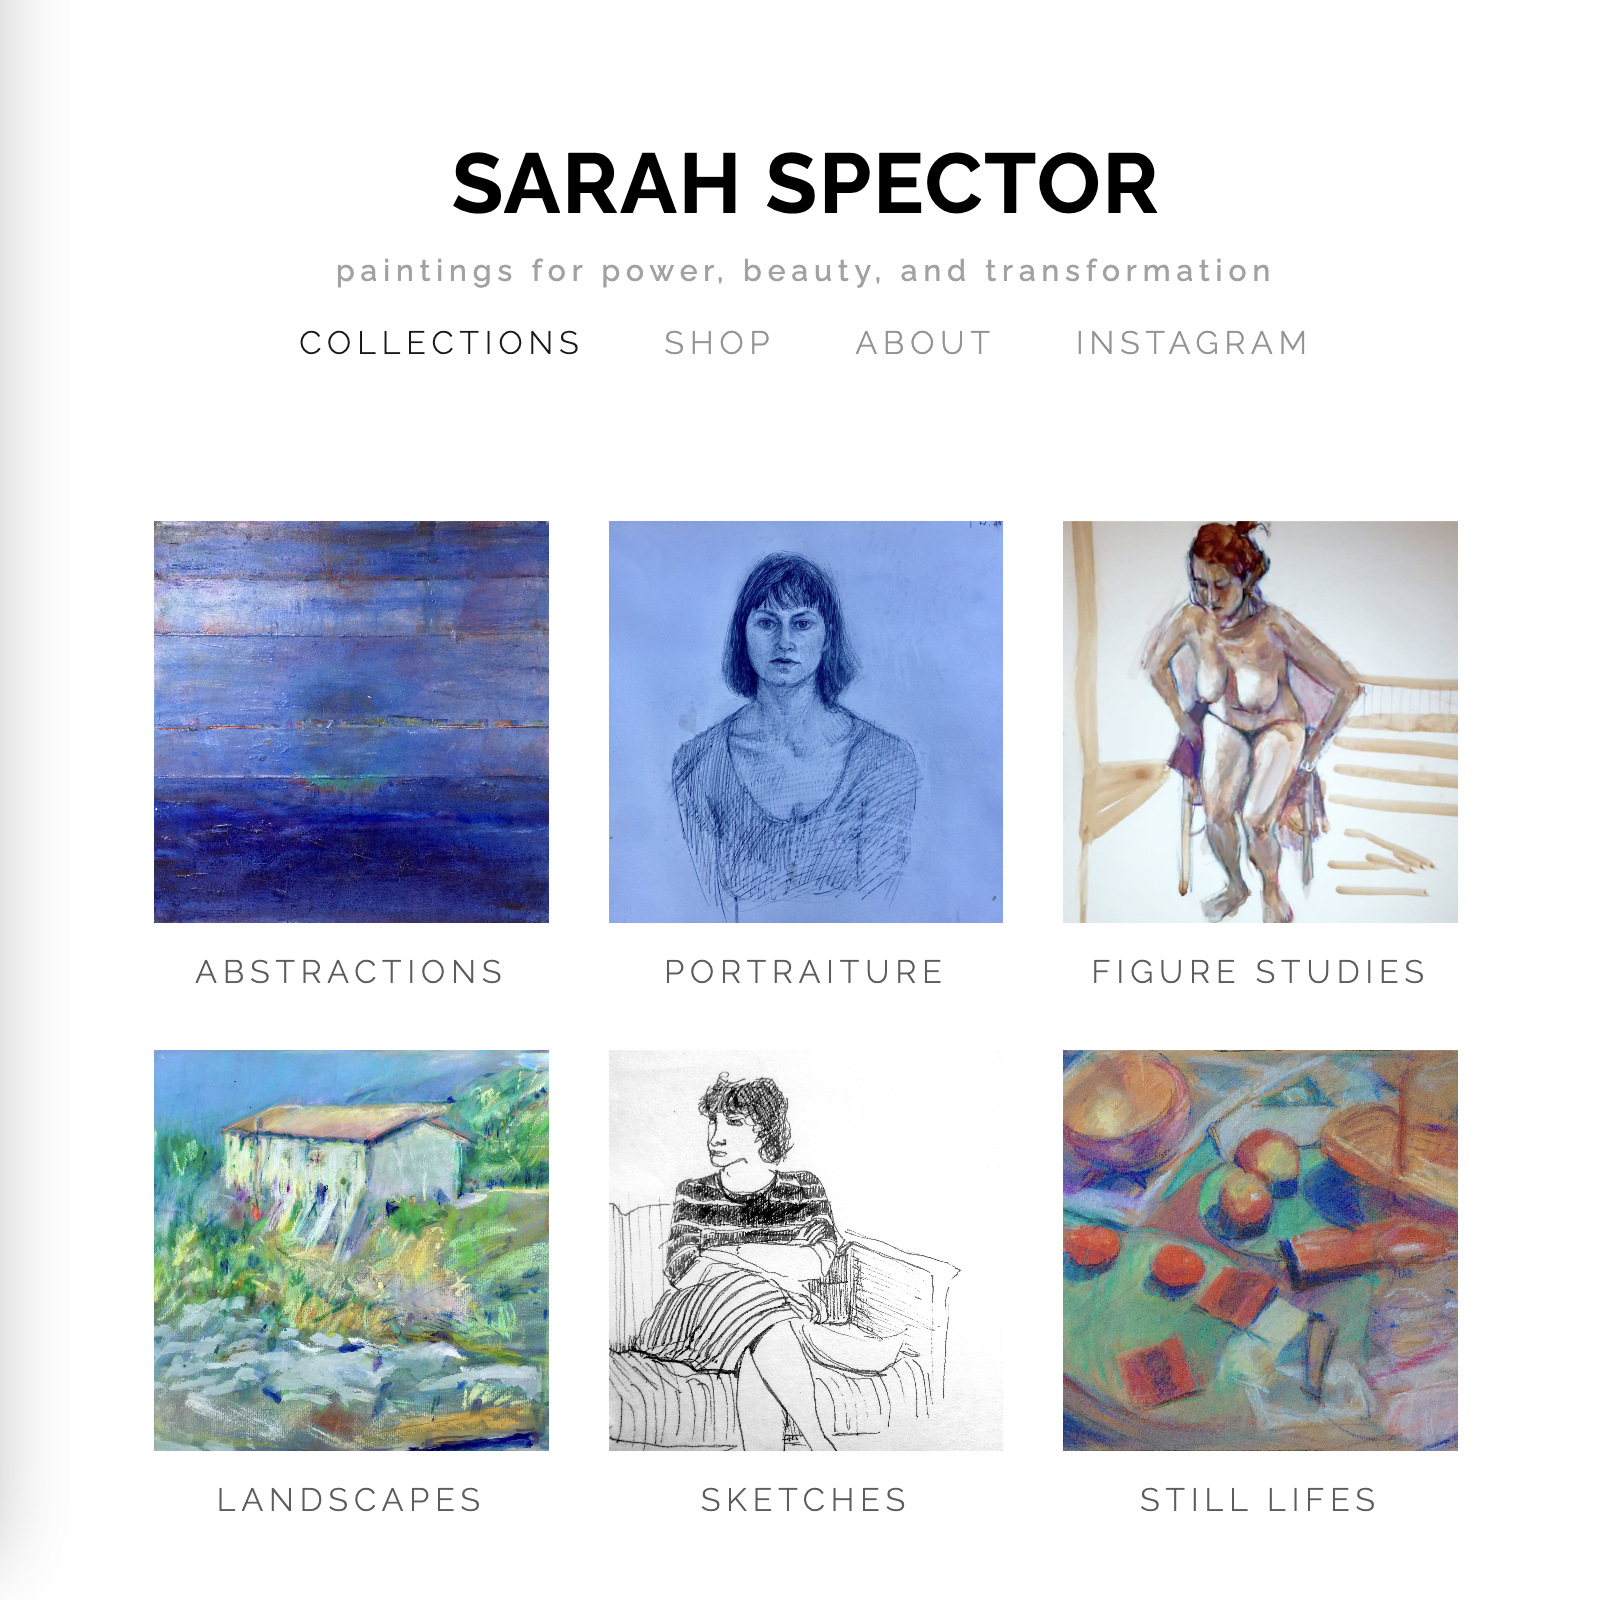 SARAH SPECTOR
paintings for power, beauty, and transformation
COLLECTIONS SHOP ABOUT INSTAGRAM
ABSTRACTIONS PORTRAITURE FIGURE STUDIES
LANDSCAPES SKETCHES STILL LIFES